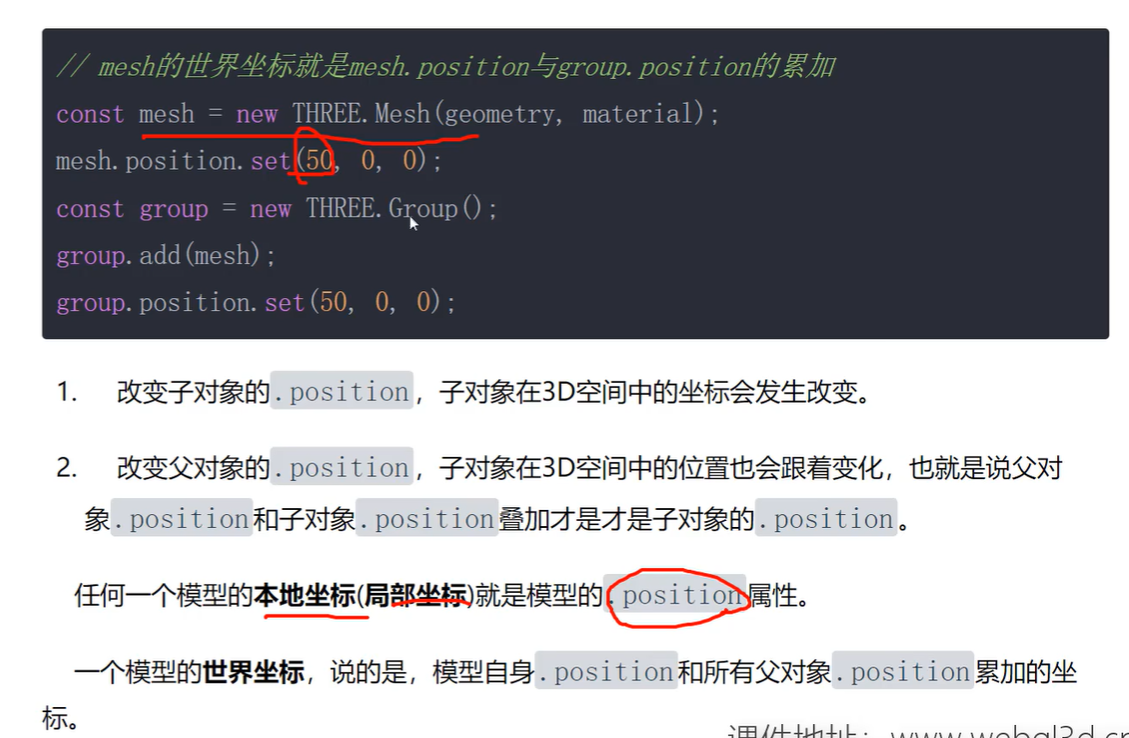 // mesh的世界坐标就是mesh.position与group.position的累加
const mesh = new THREE.Mesh(geometry, material);
mesh.position.set(50, 0, 0);
const group = new THREE.Group();
group.add(mesh);
group.position.set(50, 0, 0);
1. 改变子对象的.position，子对象在3D空间中的坐标会发生改变。
2. 改变父对象的.position，子对象在3D空间中的位置也会跟着变化，也就是说父对
象.position和子对象.position叠加才是才是子对象的.position。
任何一个模型的本地坐标(局部坐标)就是模型的.position属性。
一个模型的世界坐标，说的是，模型自身.position和所有父对象.position累加的坐
标。